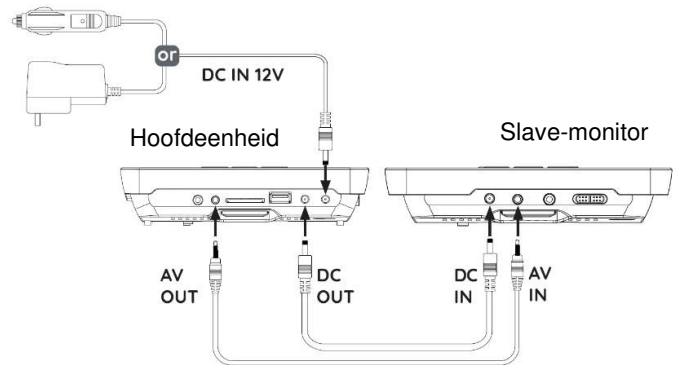 or
DC IN 12V
Hoofdeenheid
Slave-monitor
AV
OUT
DC
OUT
DC
IN
AV
IN